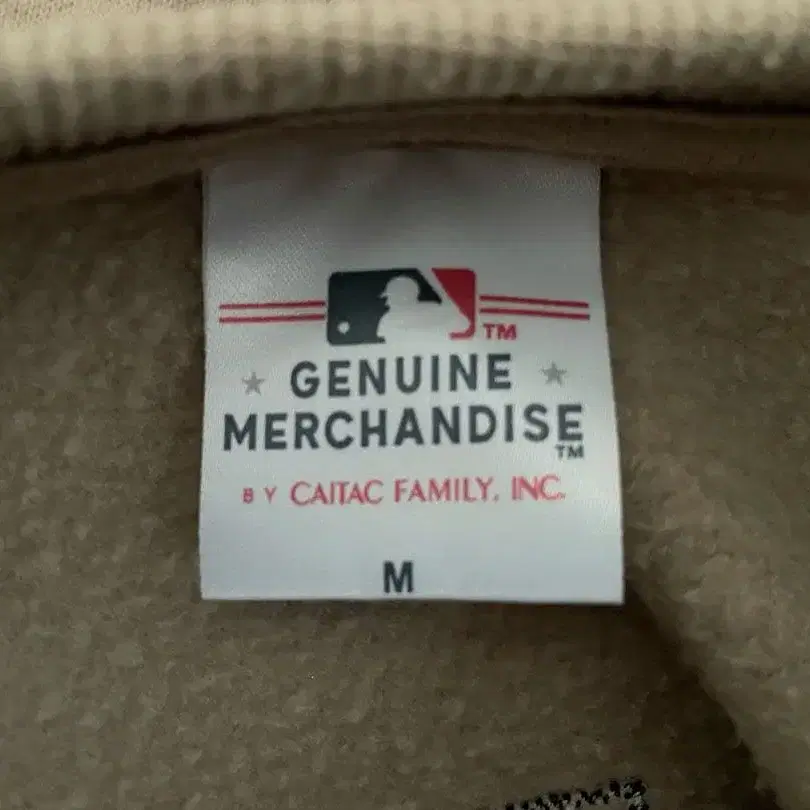 TM
GENUINE
MERCHANDISE
TM
BY CAITAC FAMILY, INC.
M